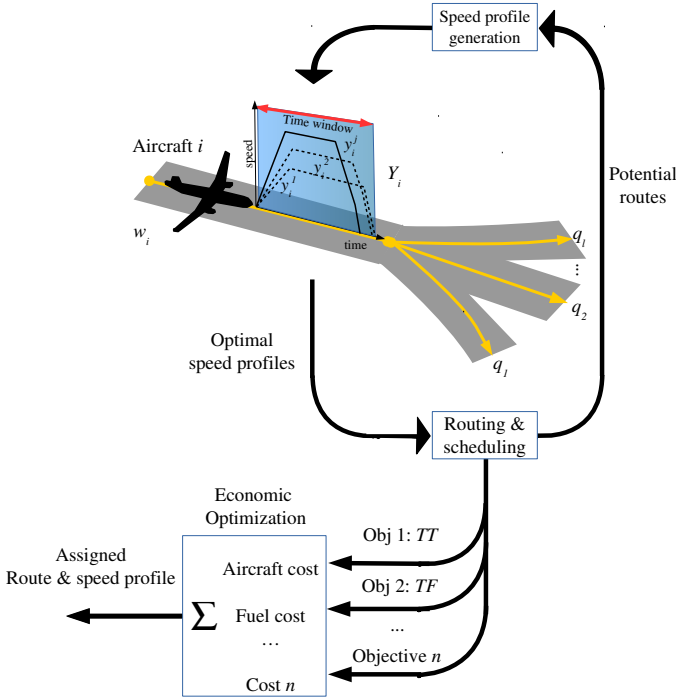 Speed profile
generation
Time window
speed
y_i^j
y_i^2
y_i^1
Y_i
Aircraft i
w_i
time
Potential
routes
q_l
...
q_2
q_1
Optimal
speed profiles
Routing &
scheduling
Economic
Optimization
Obj 1: TT
Assigned
Route & speed profile
Aircraft cost
Obj 2: TF
Σ
Fuel cost
...
...
Objective n
Cost n